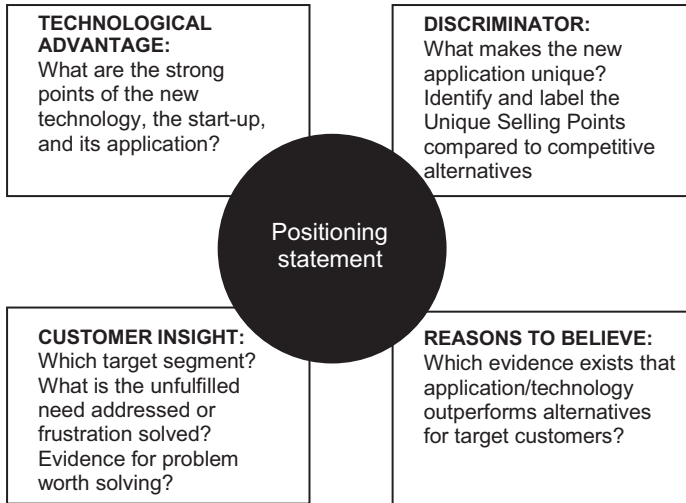 TECHNOLOGICAL
ADVANTAGE:
What are the strong
points of the new
technology, the start-up,
and its application?
DISCRIMINATOR:
What makes the new
application unique?
Identify and label the
Unique Selling Points
compared to competitive
alternatives
Positioning
statement
CUSTOMER INSIGHT:
Which target segment?
What is the unfulfilled
need addressed or
frustration solved?
Evidence for problem
worth solving?
REASONS TO BELIEVE:
Which evidence exists that
application/technology
outperforms alternatives
for target customers?